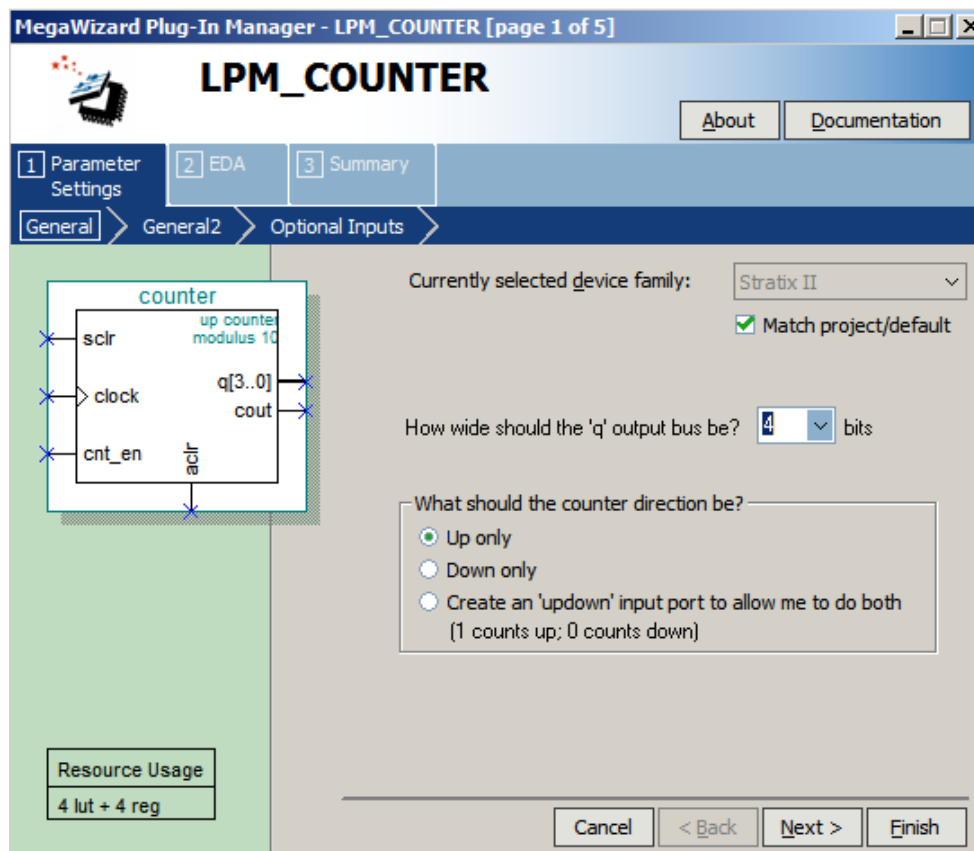 MegaWizard Plug-In Manager - LPM_COUNTER [page 1 of 5]
LPM_COUNTER
About
Documentation
1 Parameter Settings
2 EDA
3 Summary
General
General2
Optional Inputs
counter
up counter
modulus 10
sclr
clock
cnt_en
aclr
q[3..0]
cout
Currently selected device family:
Stratix II
Match project/default
How wide should the 'q' output bus be?
4
bits
What should the counter direction be?
Up only
Down only
Create an 'updown' input port to allow me to do both
(1 counts up; 0 counts down)
Resource Usage
4 lut + 4 reg
Cancel
< Back
Next >
Finish